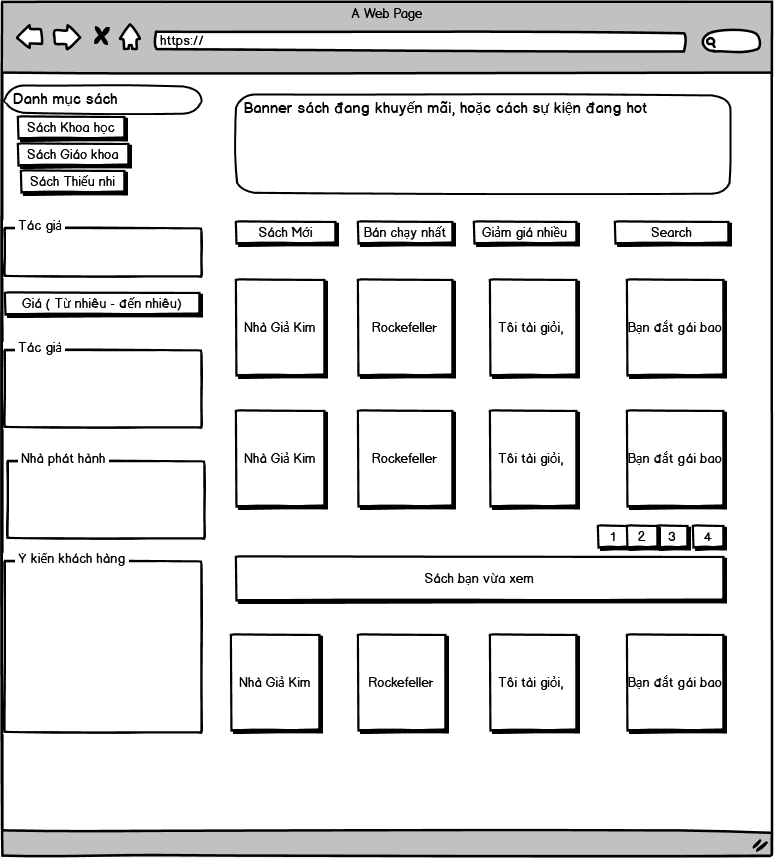 A Web Page
https://
Danh mục sách
Sách Khoa học
Sách Giáo khoa
Sách Thiếu nhi
Tác giả
Giá ( Từ nhiêu - đến nhiêu)
Tác giả
Nhà phát hành
Ý kiến khách hàng
Banner sách đang khuyến mãi, hoặc cách sự kiện đang hot
Sách Mới
Bán chạy nhất
Giảm giá nhiều
Search
Nhà Giả Kim
Rockefeller
Tôi tài giỏi,
Bạn đắt gái bao
Nhà Giả Kim
Rockefeller
Tôi tài giỏi,
Bạn đắt gái bao
1
2
3
4
Sách bạn vừa xem
Nhà Giả Kim
Rockefeller
Tôi tài giỏi,
Bạn đắt gái bao